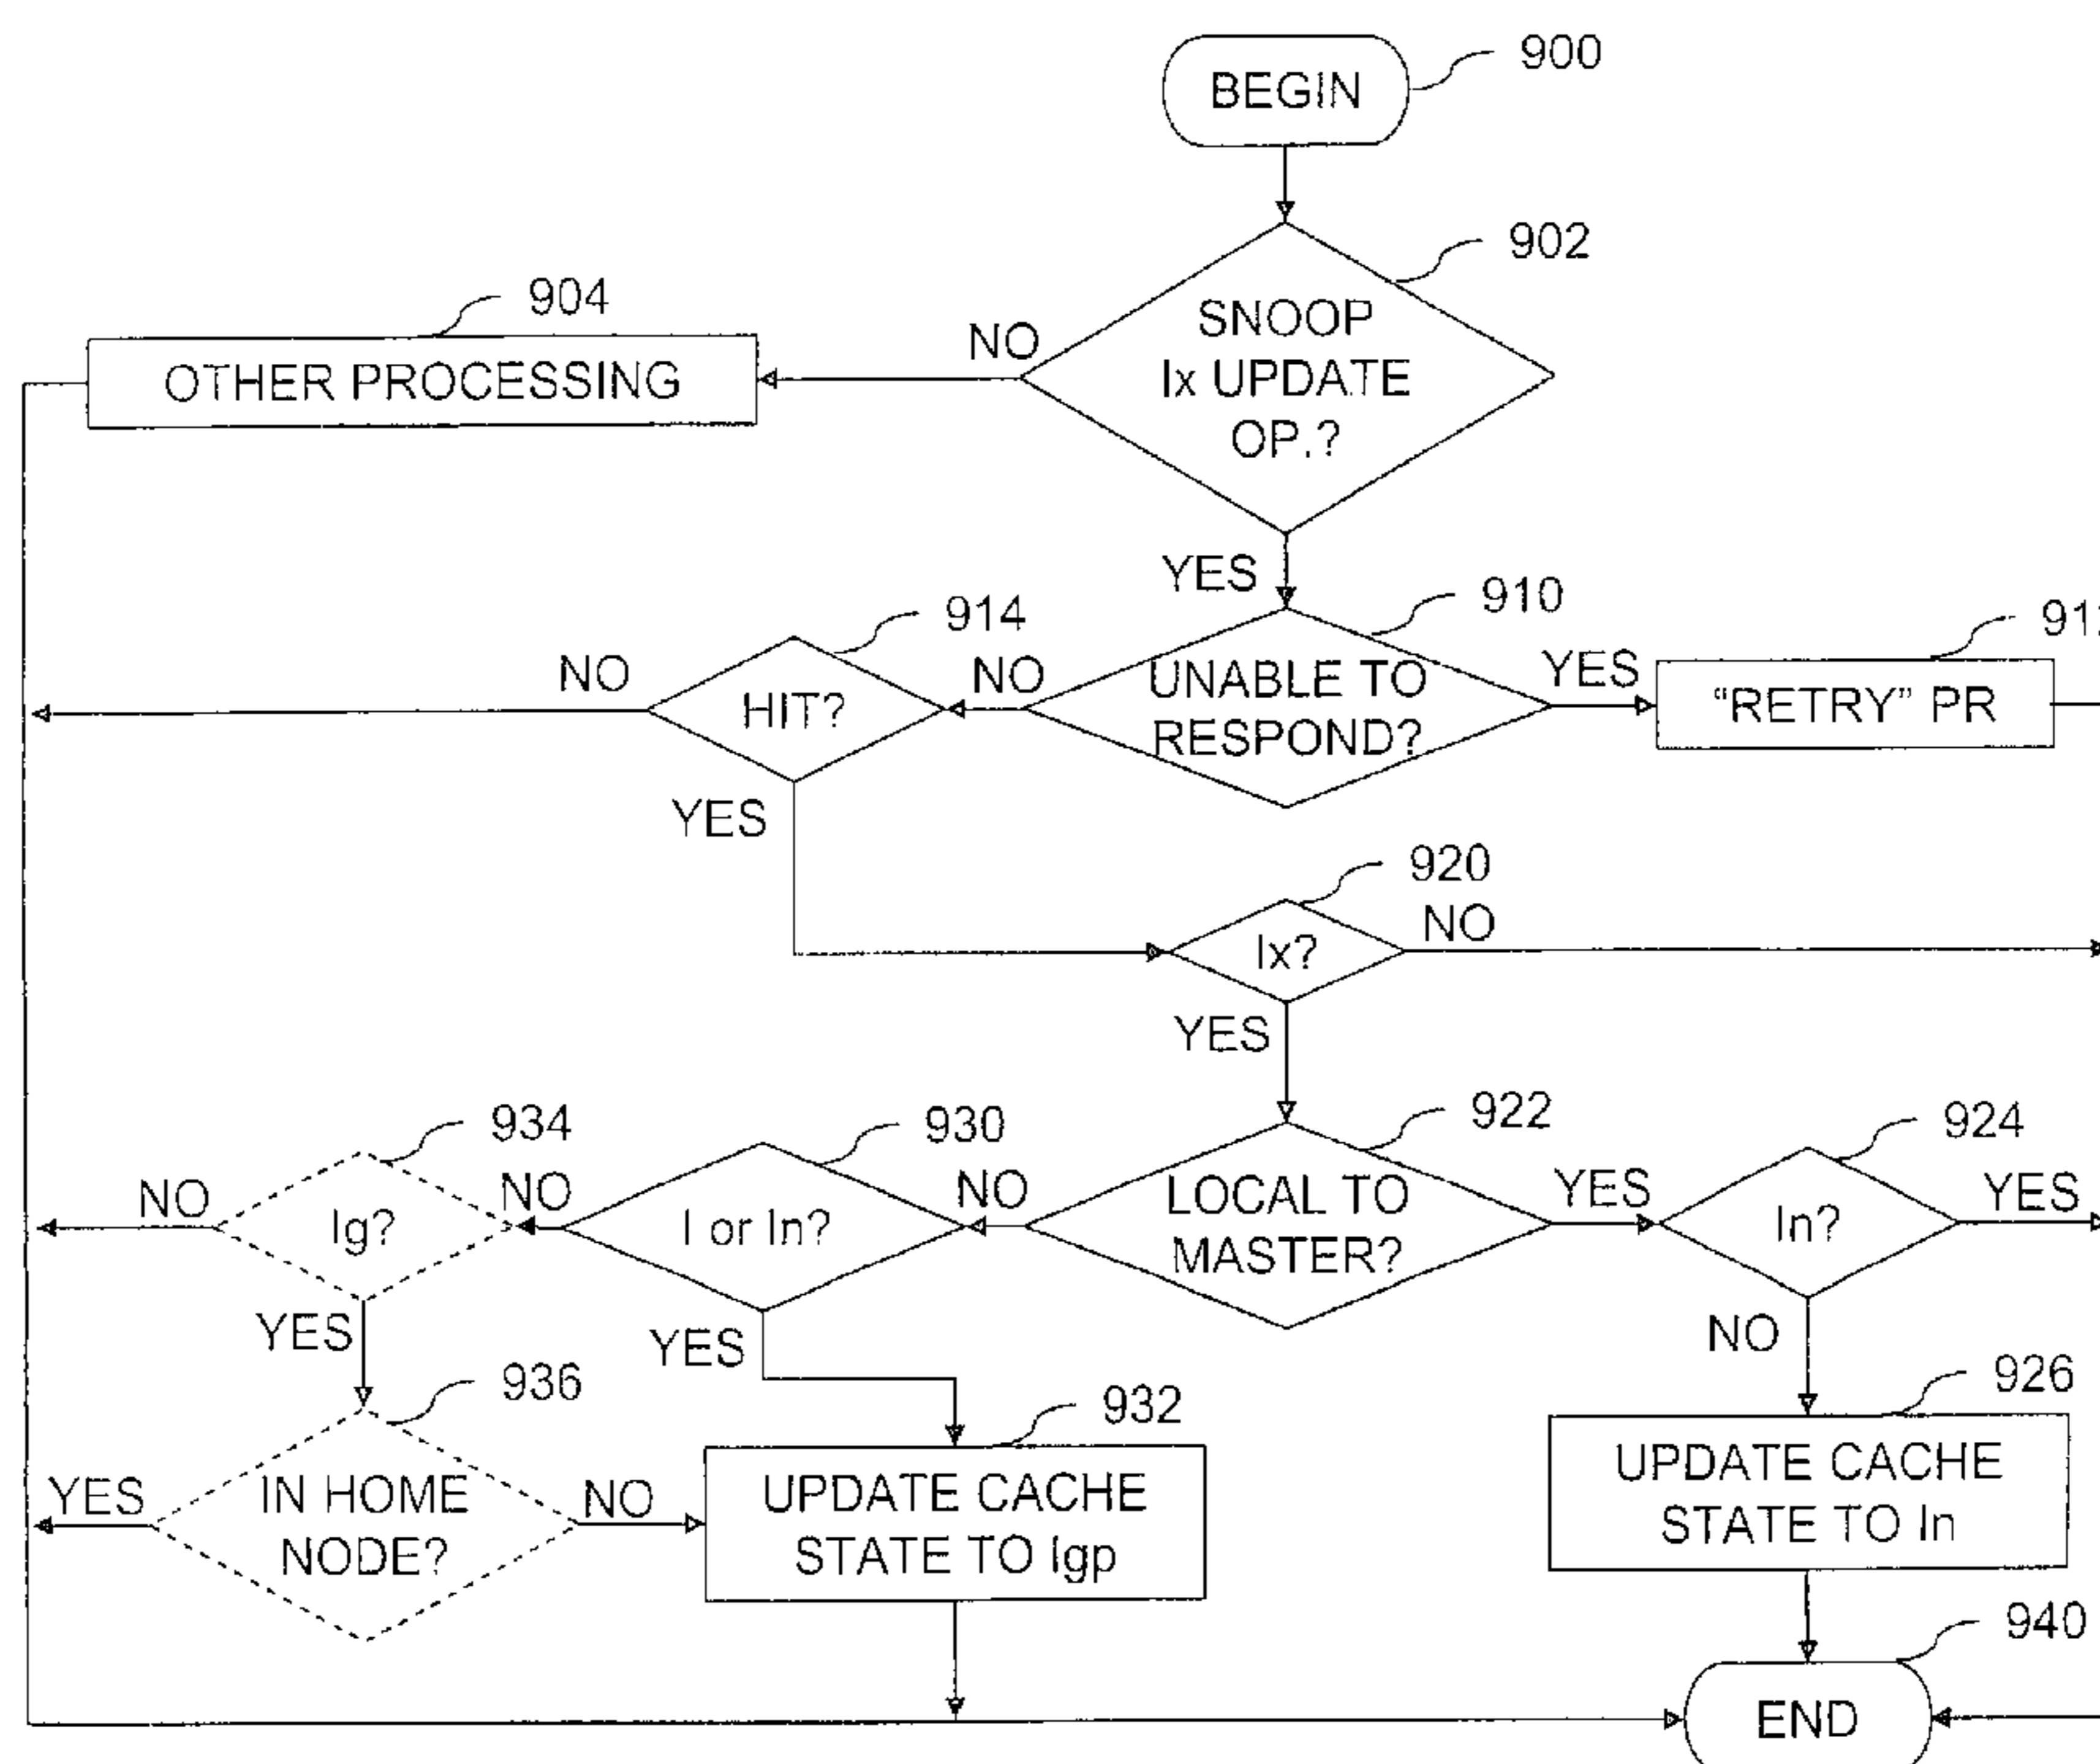 BEGIN
900
902
SNOOP
Ix UPDATE
OP.?
NO
904
OTHER PROCESSING
YES
910
UNABLE TO
RESPOND?
YES
"RETRY" PR
NO
914
HIT?
NO
YES
920
Ix?
NO
YES
922
LOCAL TO
MASTER?
YES
924
In?
YES
NO
926
UPDATE CACHE
STATE TO In
NO
930
I or In?
NO
934
Ig?
NO
YES
936
IN HOME
NODE?
YES
NO
YES
932
UPDATE CACHE
STATE TO Igp
940
END